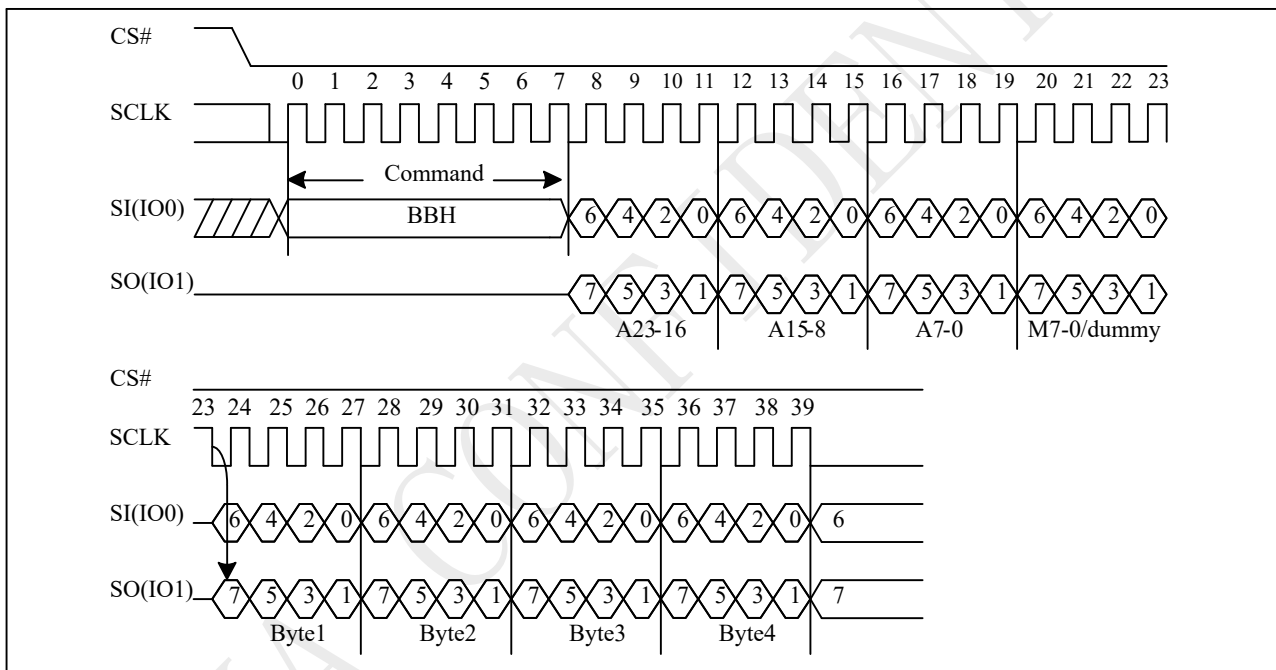 CS#
0 1 2 3 4 5 6 7 8 9 10 11 12 13 14 15 16 17 18 19 20 21 22 23
SCLK
Command
SI(IO0) BBH 6 4 2 0 6 4 2 0 6 4 2 0 6 4 2 0
SO(IO1) 7 5 3 1 7 5 3 1 7 5 3 1 7 5 3 1
A23-16 A15-8 A7-0 M7-0/dummy
CS#
23 24 25 26 27 28 29 30 31 32 33 34 35 36 37 38 39
SCLK
SI(IO0) 6 4 2 0 6 4 2 0 6 4 2 0 6 4 2 0 6
SO(IO1) 7 5 3 1 7 5 3 1 7 5 3 1 7 5 3 1 7
Byte1 Byte2 Byte3 Byte4
A CONFIDENT